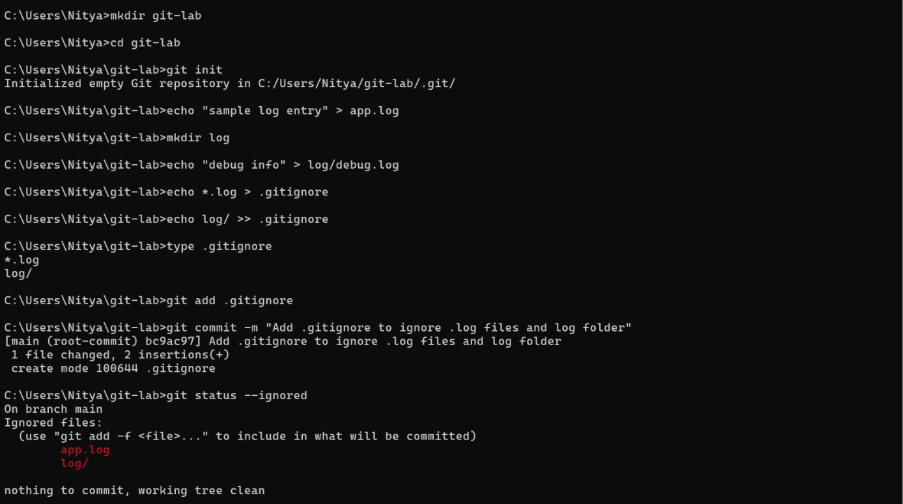 C:\Users\Nitya>mkdir git-lab
C:\Users\Nitya>cd git-lab
C:\Users\Nitya\git-lab>git init
Initialized empty Git repository in C:/Users/Nitya/git-lab/.git/
C:\Users\Nitya\git-lab>echo "sample log entry" > app.log
C:\Users\Nitya\git-lab>mkdir log
C:\Users\Nitya\git-lab>echo "debug info" > log/debug.log
C:\Users\Nitya\git-lab>echo *.log > .gitignore
C:\Users\Nitya\git-lab>echo log/ >> .gitignore
C:\Users\Nitya\git-lab>type .gitignore
*.log
log/
C:\Users\Nitya\git-lab>git add .gitignore
C:\Users\Nitya\git-lab>git commit -m "Add .gitignore to ignore .log files and log folder"
[main (root-commit) bc9ac97] Add .gitignore to ignore .log files and log folder
 1 file changed, 2 insertions(+)
 create mode 100644 .gitignore
C:\Users\Nitya\git-lab>git status --ignored
On branch main
Ignored files:
  (use "git add -f <file>..." to include in what will be committed)
        app.log
        log/
nothing to commit, working tree clean